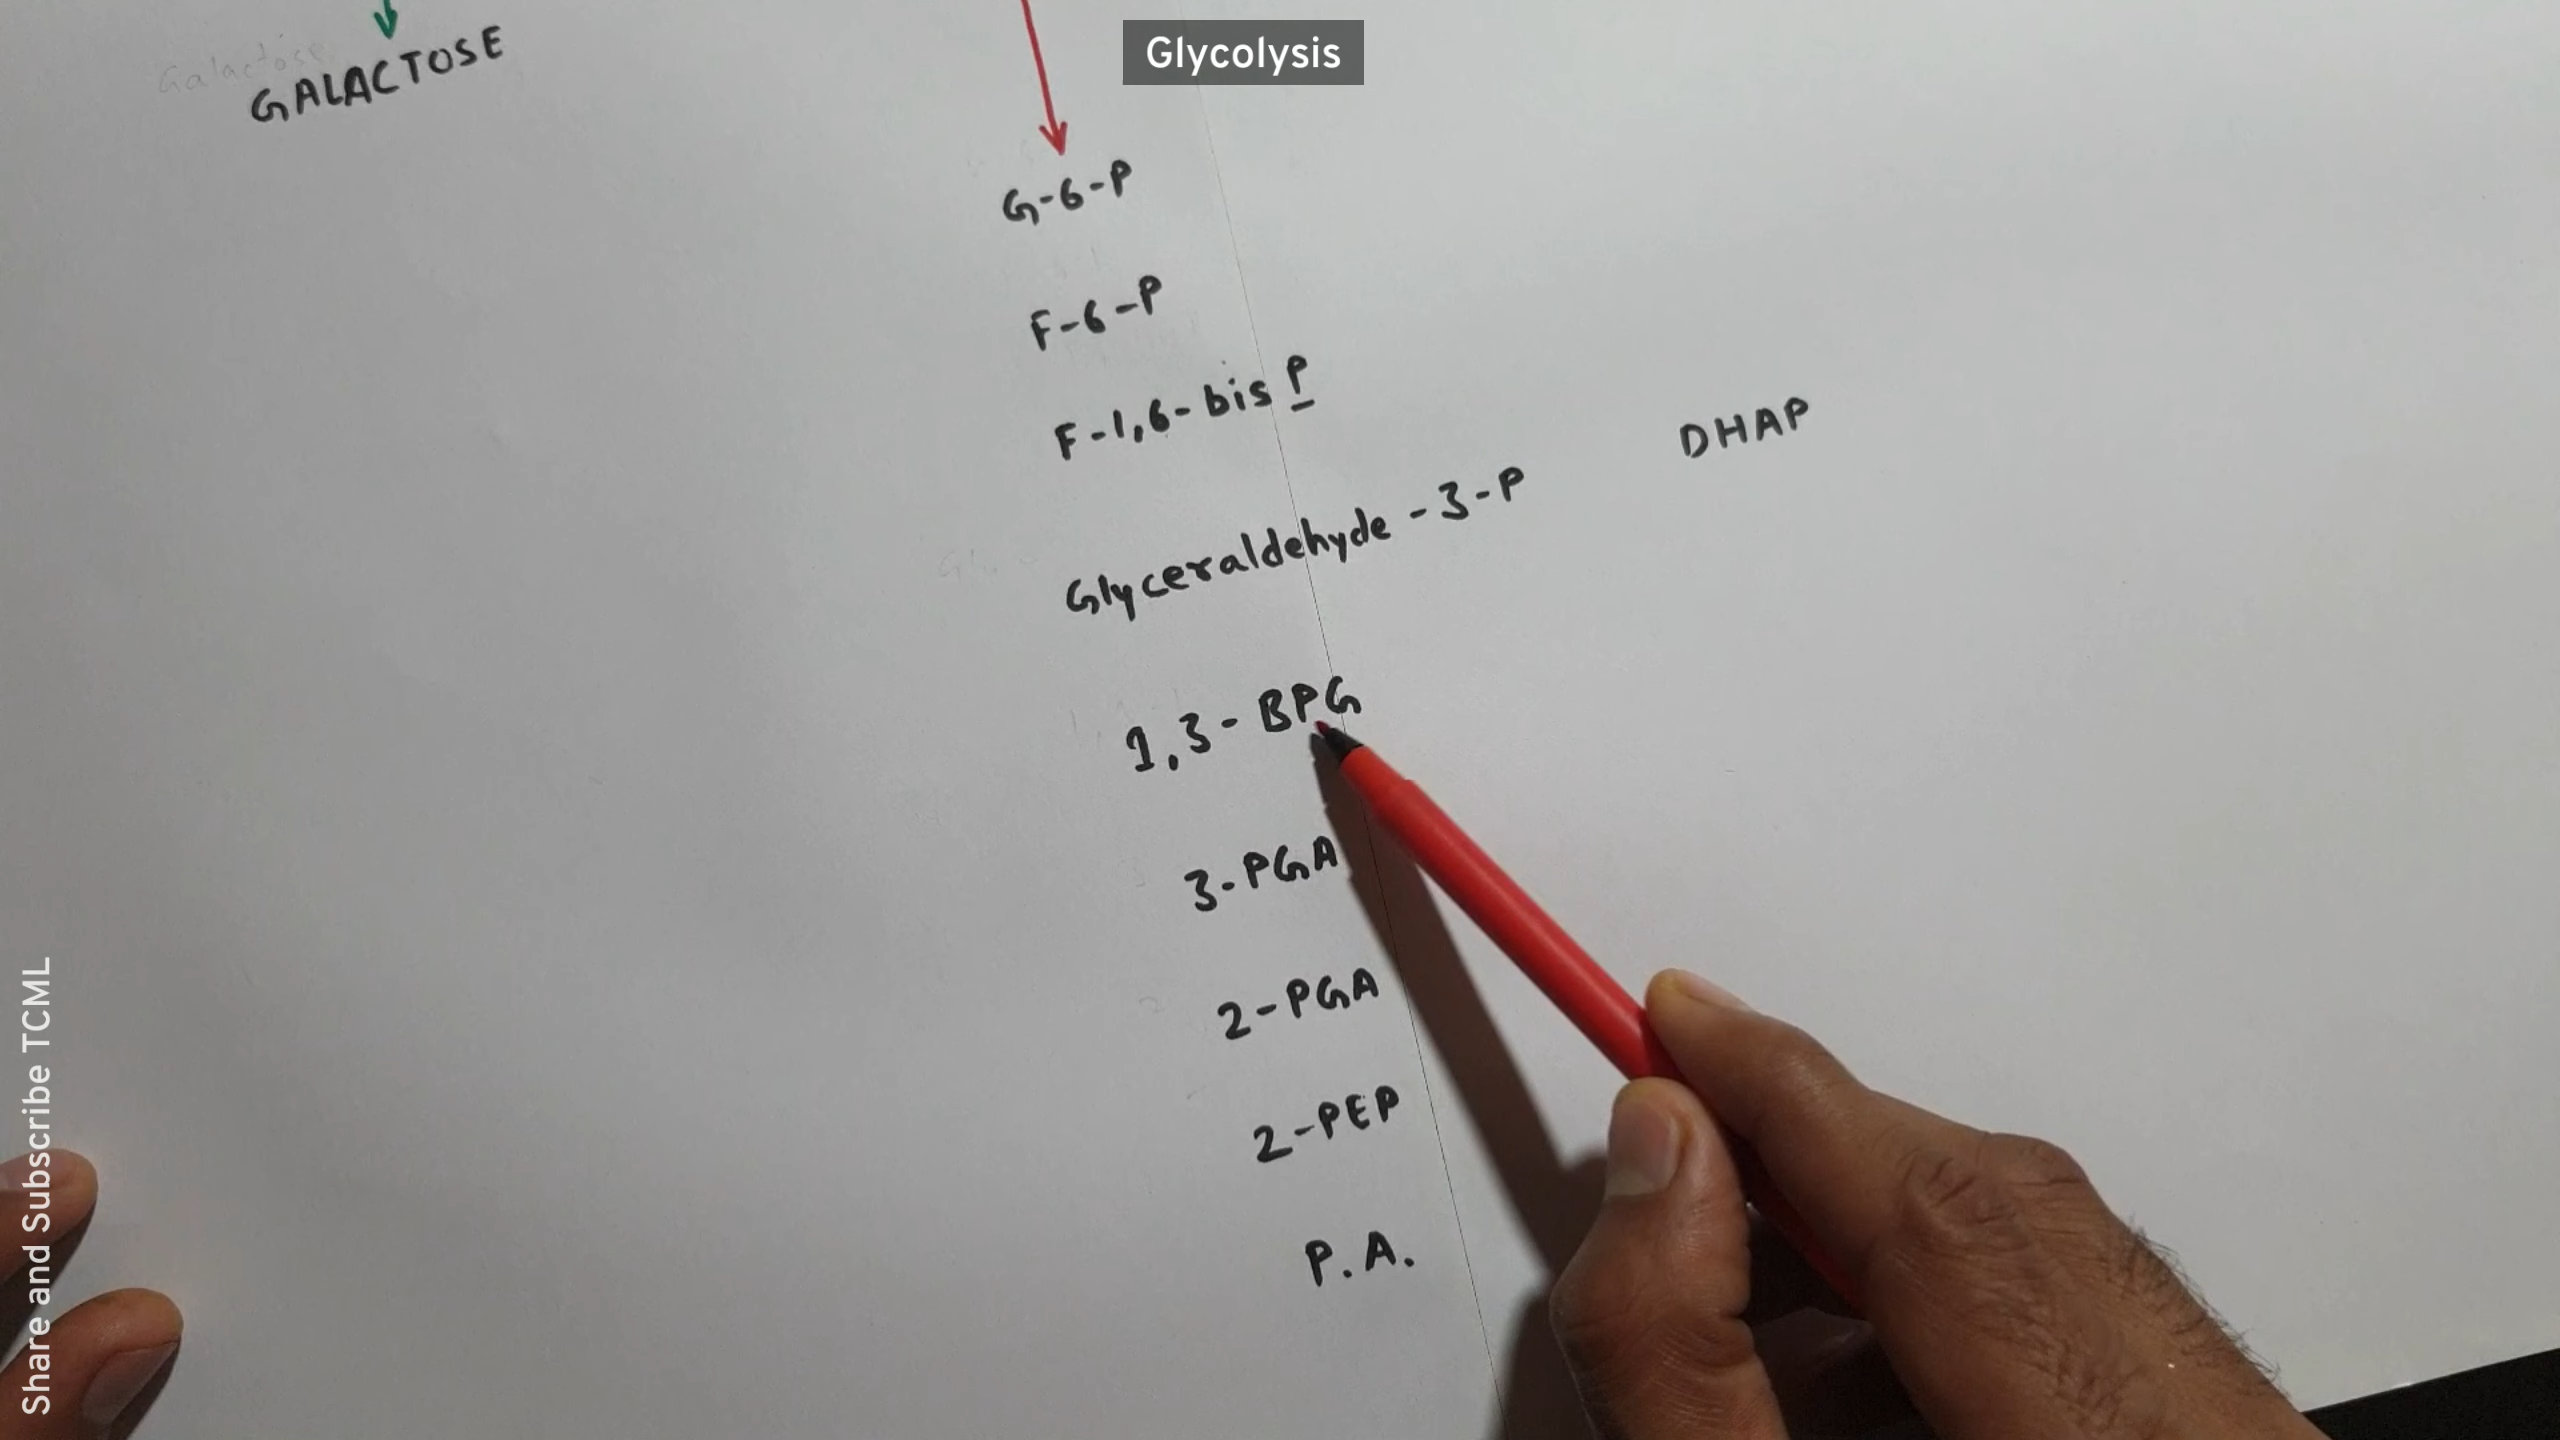 Glycolysis
Galactose
GALACTOSE
G-6-P
F-6-P
F-1,6-bis P
DHAP
Glyceraldehyde-3-P
1,3-BPG
3-PGA
2-PGA
2-PEP
P.A.
Share and Subscribe TCML